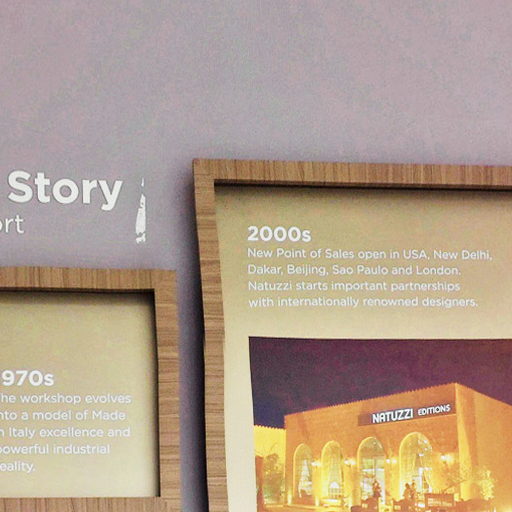 Story
ort
2000s
New Point of Sales open in USA, New Delhi,
Dakar, Beijing, Sao Paulo and London.
Natuzzi starts important partnerships
with internationally renowned designers.
NATUZZI EDITIONS
970s
he workshop evolves
nto a model of Made
n Italy excellence and
powerful industrial
eality.